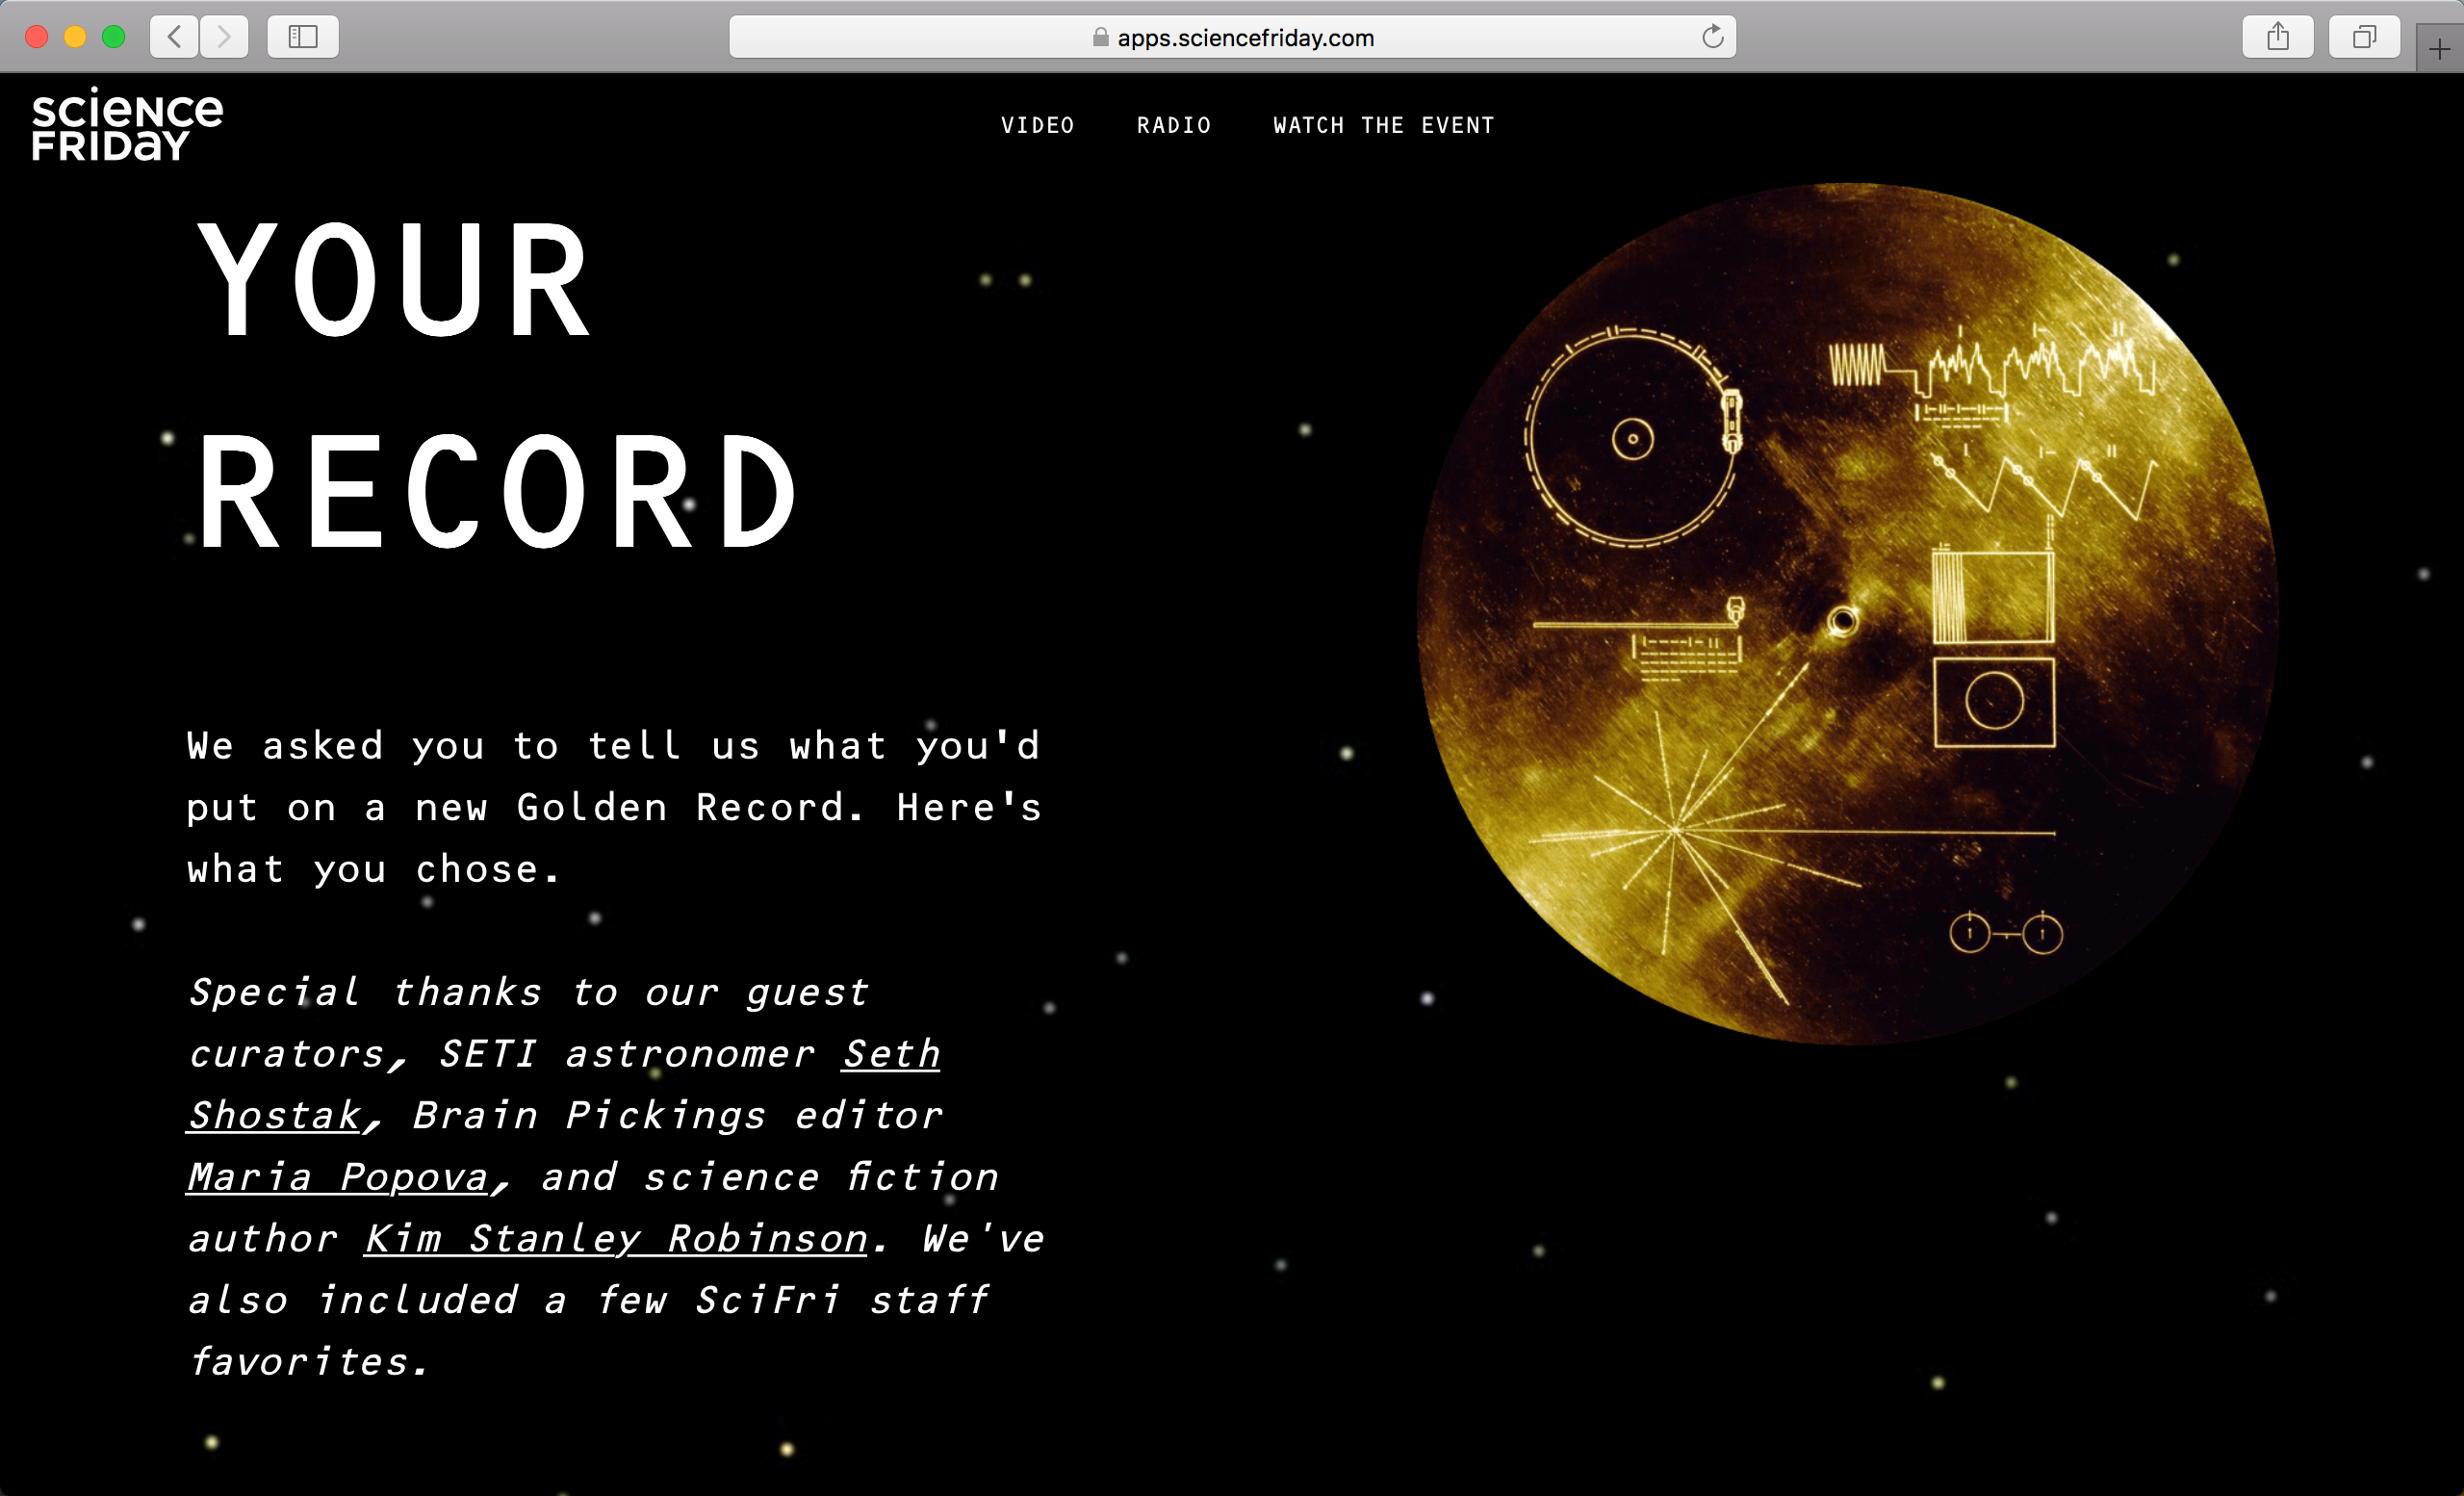 apps.sciencefriday.com
science
FRIDaY
VIDEO RADIO WATCH THE EVENT
YOUR
RECORD
We asked you to tell us what you'd
put on a new Golden Record. Here's
what you chose.
Special thanks to our guest
curators, SETI astronomer Seth
Shostak, Brain Pickings editor
Maria Popova, and science fiction
author Kim Stanley Robinson. We've
also included a few SciFri staff
favorites.